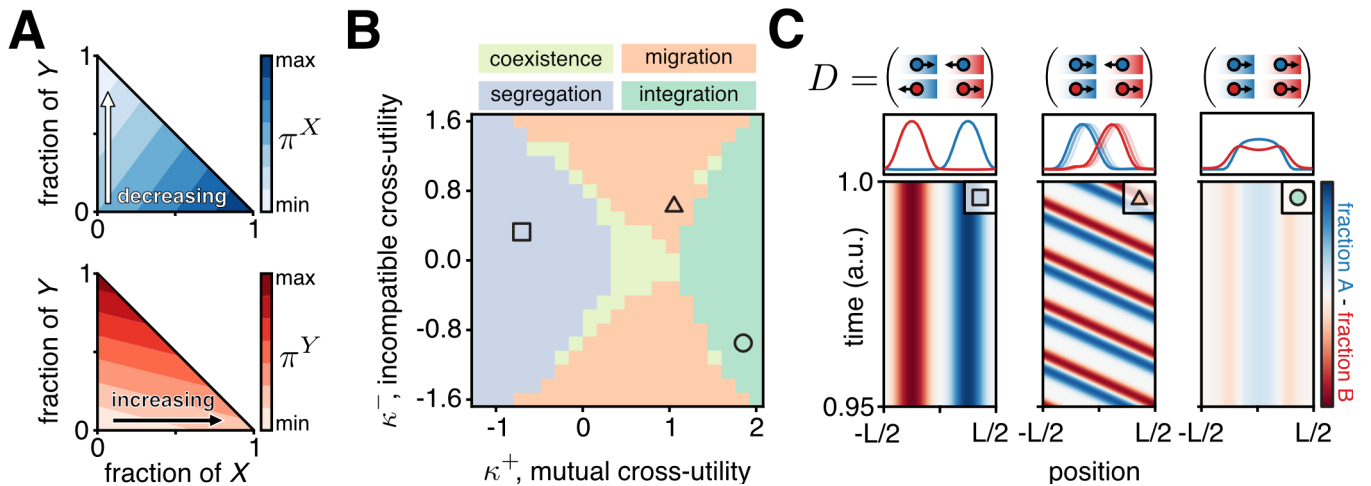 A
fraction of Y
1
0
0
1
decreasing
max
π^X
min
fraction of Y
1
0
0
1
increasing
max
π^Y
min
fraction of X
B
coexistence
migration
segregation
integration
κ⁻, incompatible cross-utility
1.6
0.8
0.0
-0.8
-1.6
-1
0
1
2
κ⁺, mutual cross-utility
C
D =
time (a.u.)
1.0
0.95
-L/2
L/2
-L/2
L/2
-L/2
L/2
position
fraction A - fraction B